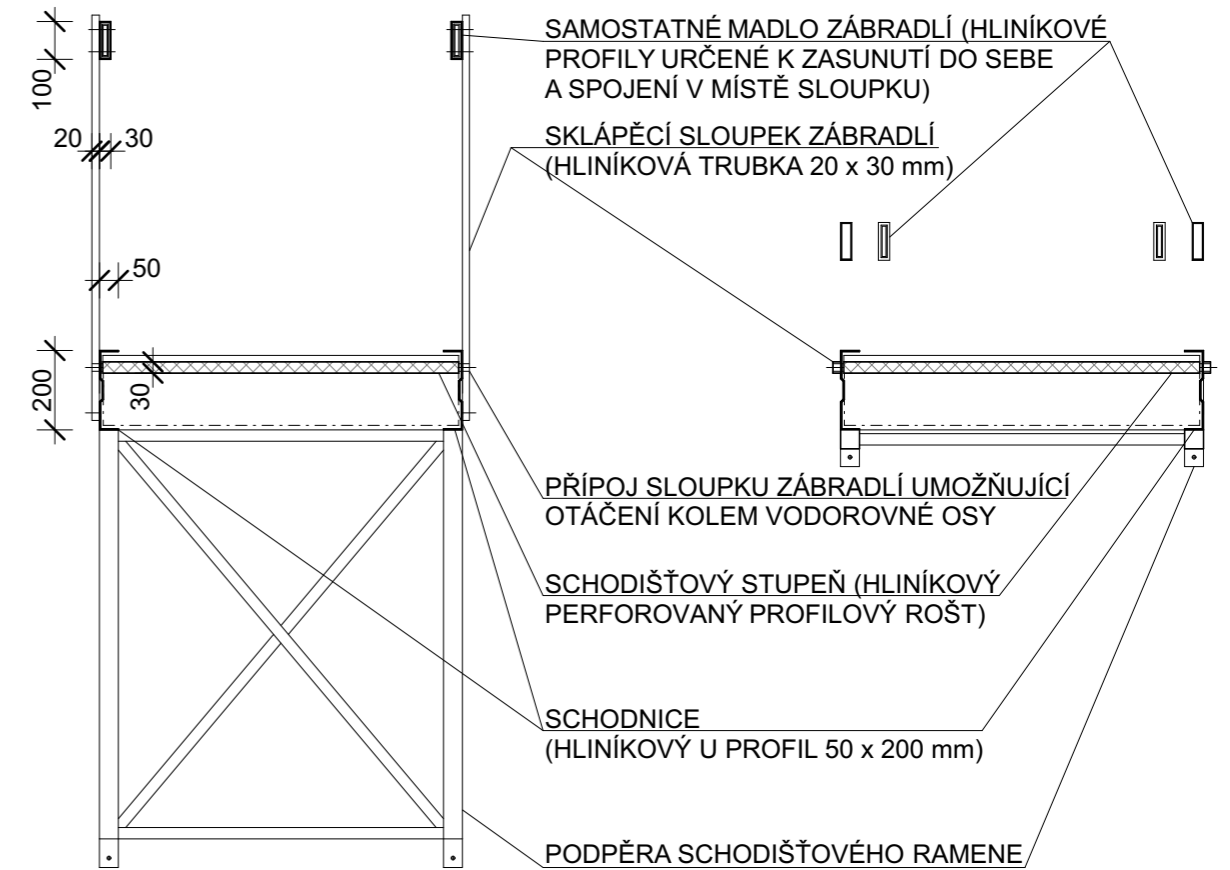 SAMOSTATNÉ MADLO ZÁBRADLÍ (HLINÍKOVÉ
PROFILY URČENÉ K ZASUNUTÍ DO SEBE
A SPOJENÍ V MÍSTĚ SLOUPKU)
100
20
30
SKLÁPĚCÍ SLOUPEK ZÁBRADLÍ
(HLINÍKOVÁ TRUBKA 20 x 30 mm)
50
200
30
PŘÍPOJ SLOUPKU ZÁBRADLÍ UMOŽŇUJÍCÍ
OTÁČENÍ KOLEM VODOROVNÉ OSY
SCHODIŠŤOVÝ STUPEŇ (HLINÍKOVÝ
PERFOROVANÝ PROFILOVÝ ROŠT)
SCHODNICE
(HLINÍKOVÝ U PROFIL 50 x 200 mm)
PODPĚRA SCHODIŠŤOVÉHO RAMENE